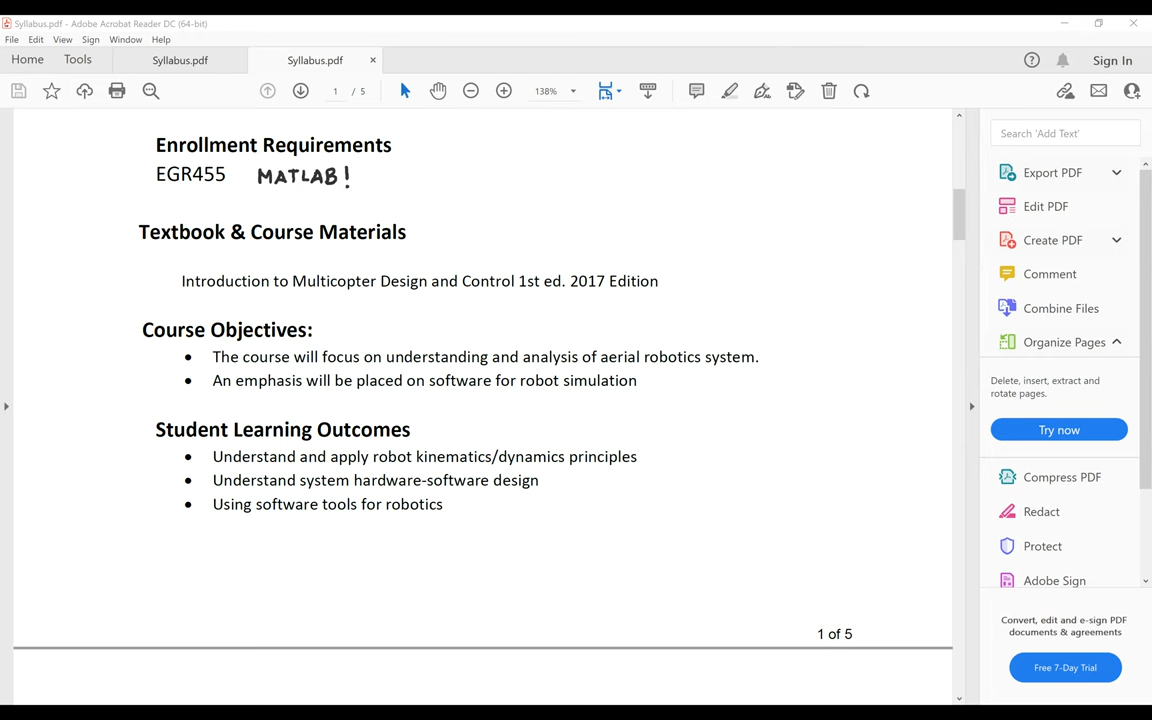 Syllabus.pdf - Adobe Acrobat Reader DC (64-bit)
File Edit View Sign Window Help
Home Tools Syllabus.pdf Syllabus.pdf × Sign In
1 / 5 138%
Enrollment Requirements
EGR455 MATLAB!
Textbook & Course Materials
Introduction to Multicopter Design and Control 1st ed. 2017 Edition
Course Objectives:
• The course will focus on understanding and analysis of aerial robotics system.
• An emphasis will be placed on software for robot simulation
Student Learning Outcomes
• Understand and apply robot kinematics/dynamics principles
• Understand system hardware-software design
• Using software tools for robotics
1 of 5
Search 'Add Text'
Export PDF
Edit PDF
Create PDF
Comment
Combine Files
Organize Pages
Delete, insert, extract and
rotate pages.
Try now
Compress PDF
Redact
Protect
Adobe Sign
Convert, edit and e-sign PDF
documents & agreements
Free 7-Day Trial